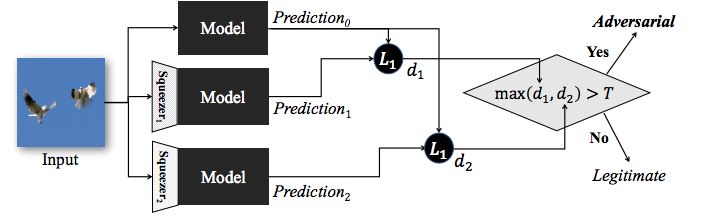 Input
Model
Prediction₀
Squeezer₁
Model
Prediction₁
Squeezer₂
Model
Prediction₂
L₁
d₁
L₁
d₂
max(d₁, d₂) > T
Yes
Adversarial
No
Legitimate